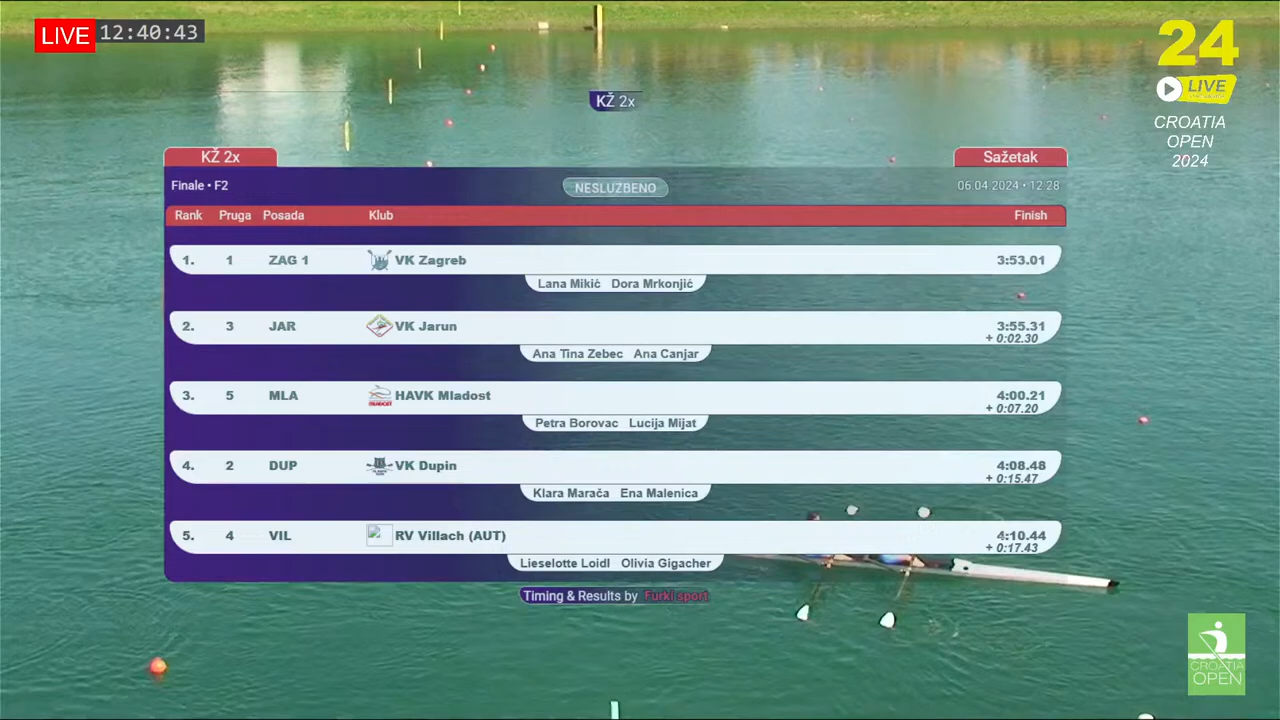 LIVE 12:40:43
24
LIVE
CROATIA
OPEN
2024
KŽ 2x
KŽ 2x Sažetak
Finale • F2 NESLUZBENO 06 04 2024 • 12:28
Rank Pruga Posada Klub Finish
1. 1 ZAG 1 VK Zagreb 3:53.01
Lana Mikić Dora Mrkonjić
2. 3 JAR VK Jarun 3:55.31
+ 0:02.30
Ana Tina Zebec Ana Canjar
3. 5 MLA HAVK Mladost 4:00.21
+ 0:07.20
Petra Borovac Lucija Mijat
4. 2 DUP VK Dupin 4:08.48
+ 0:15.47
Klara Marača Ena Malenica
5. 4 VIL RV Villach (AUT) 4:10.44
+ 0:17.43
Lieselotte Loidl Olivia Gigacher
Timing & Results by Furki sport
CROATIA
OPEN